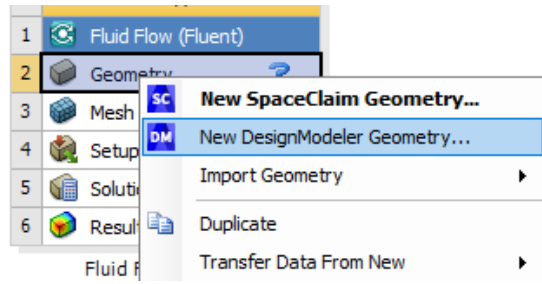 1 Fluid Flow (Fluent)
2 Geometry ?
3 Mesh
4 Setup
5 Soluti
6 Result
Fluid F
SC New SpaceClaim Geometry...
DM New DesignModeler Geometry...
Import Geometry
Duplicate
Transfer Data From New